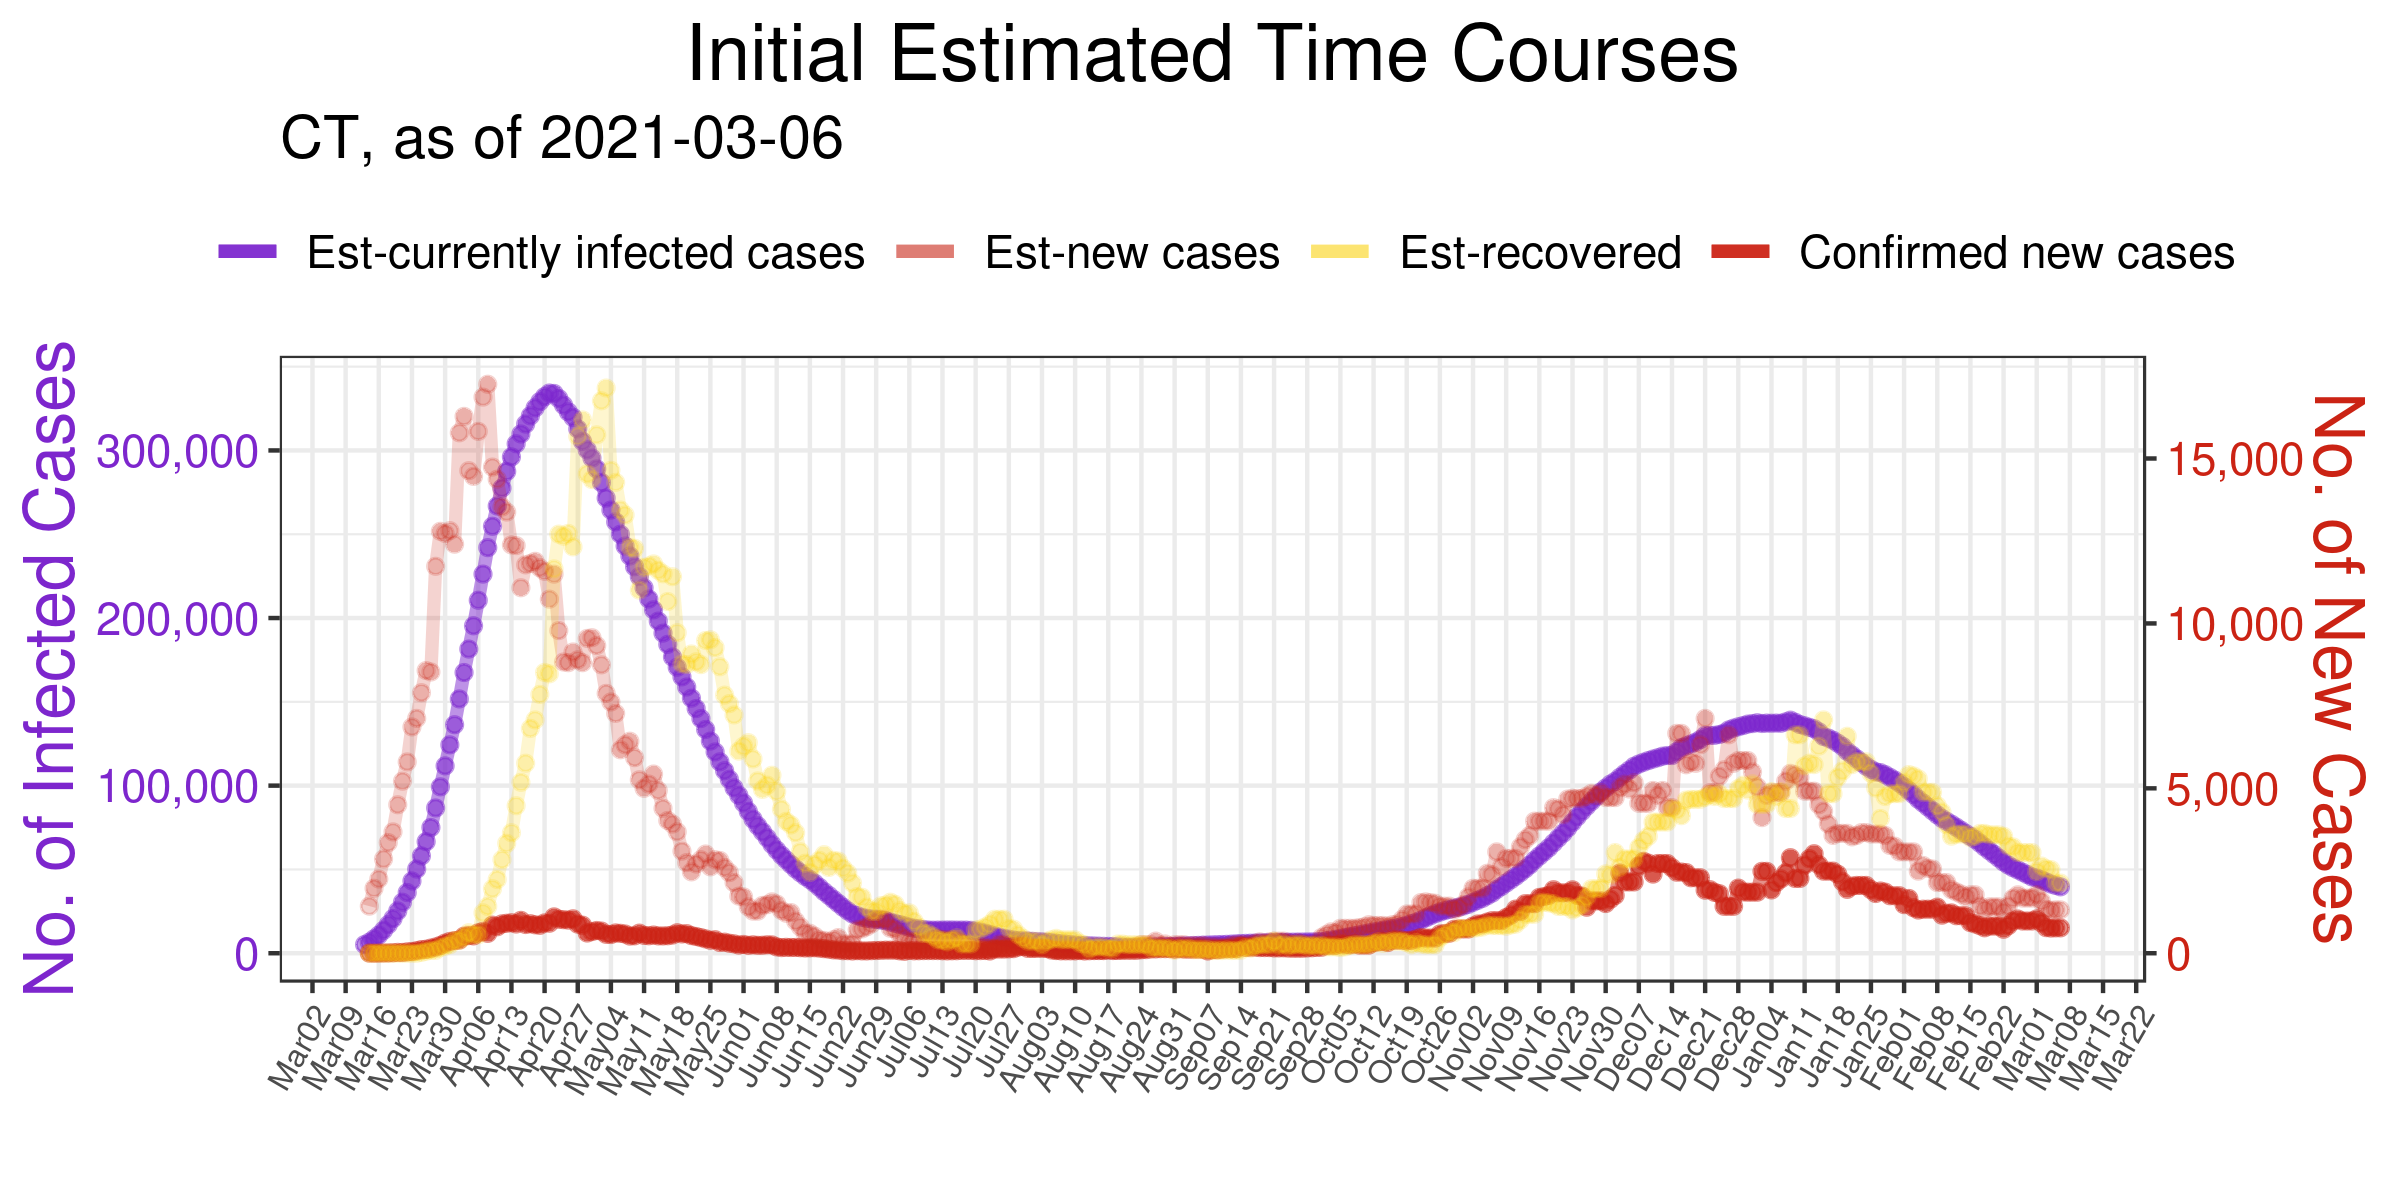 Initial Estimated Time Courses
CT, as of 2021-03-06
Est-currently infected cases
Est-new cases
Est-recovered
Confirmed new cases
No. of Infected Cases
300,000
200,000
100,000
0
15,000
10,000
5,000
0
No. of New Cases
Mar02
Mar09
Mar16
Mar23
Mar30
Apr06
Apr13
Apr20
Apr27
May04
May11
May18
May25
Jun01
Jun08
Jun15
Jun22
Jun29
Jul06
Jul13
Jul20
Jul27
Aug03
Aug10
Aug17
Aug24
Aug31
Sep07
Sep14
Sep21
Sep28
Oct05
Oct12
Oct19
Oct26
Nov02
Nov09
Nov16
Nov23
Nov30
Dec07
Dec14
Dec21
Dec28
Jan04
Jan11
Jan18
Jan25
Feb01
Feb08
Feb15
Feb22
Mar01
Mar08
Mar15
Mar22